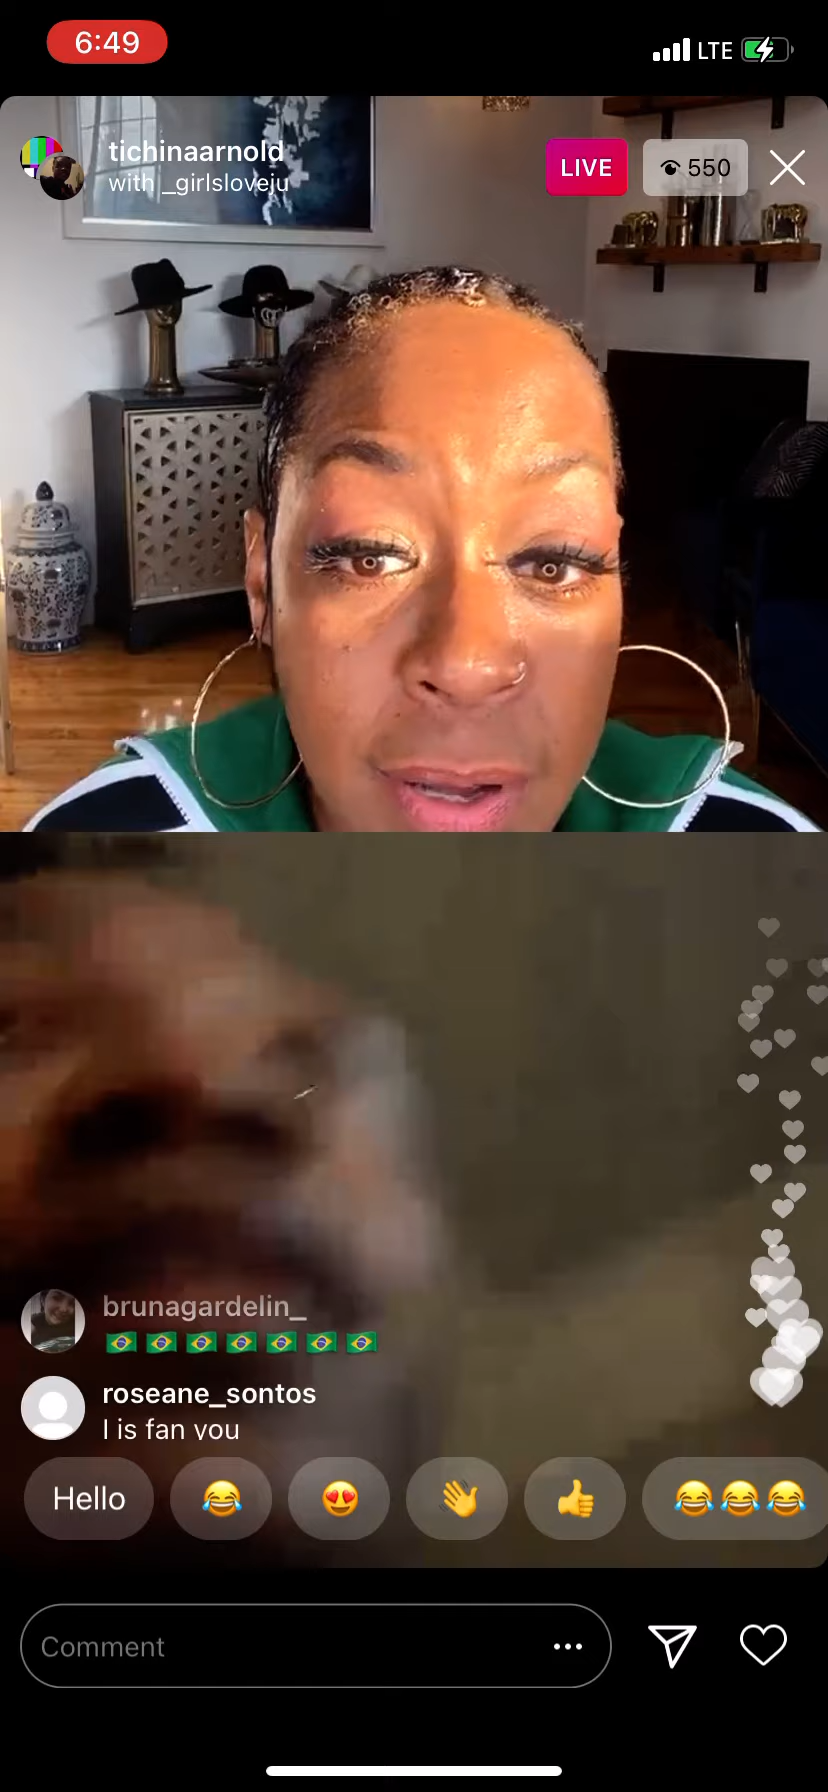 6:49
LTE
tichinaarnold
with _girlsloveju
LIVE
550
brunagardelin_
🇧🇷🇧🇷🇧🇷🇧🇷🇧🇷🇧🇷🇧🇷
roseane_sontos
I is fan you
Hello 😂 😍 👋 👍 😂😂😂
Comment